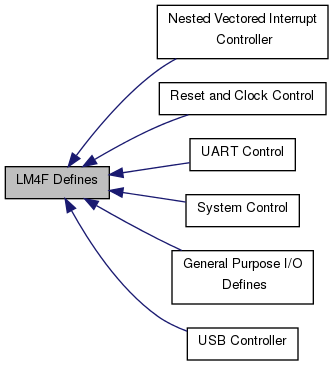 Nested Vectored Interrupt
Controller
Reset and Clock Control
UART Control
LM4F Defines
System Control
General Purpose I/O
Defines
USB Controller